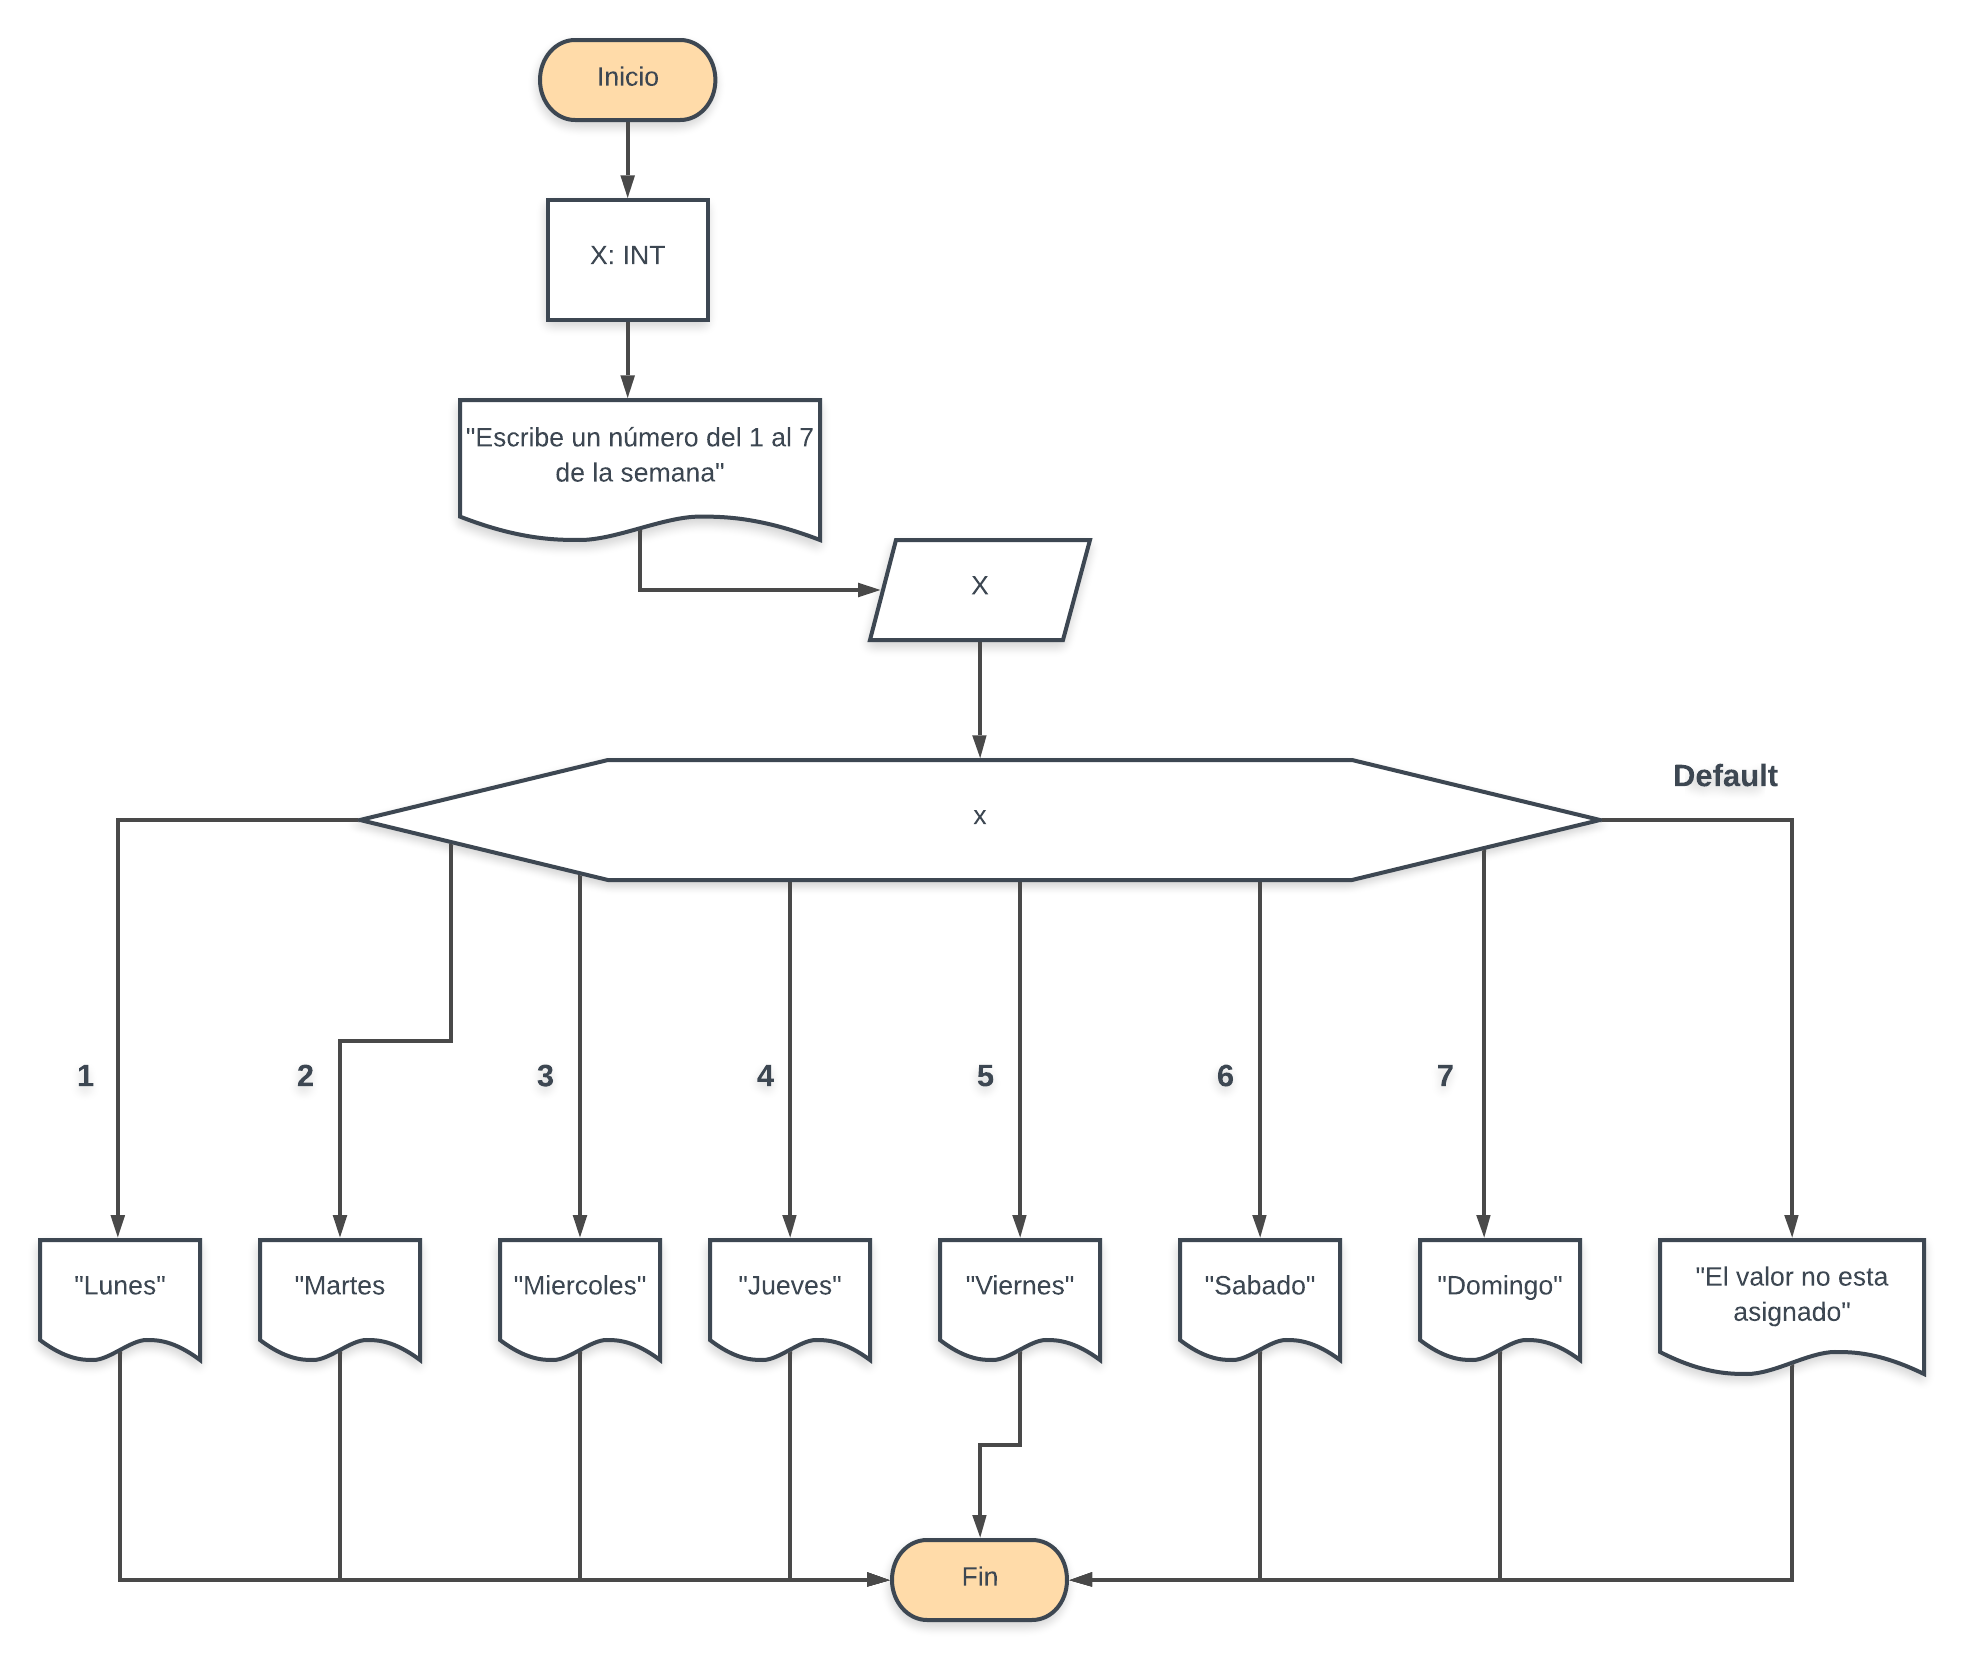 Inicio
X: INT
"Escribe un número del 1 al 7
de la semana"
X
x
Default
1
2
3
4
5
6
7
"Lunes"
"Martes
"Miercoles"
"Jueves"
"Viernes"
"Sabado"
"Domingo"
"El valor no esta
asignado"
Fin